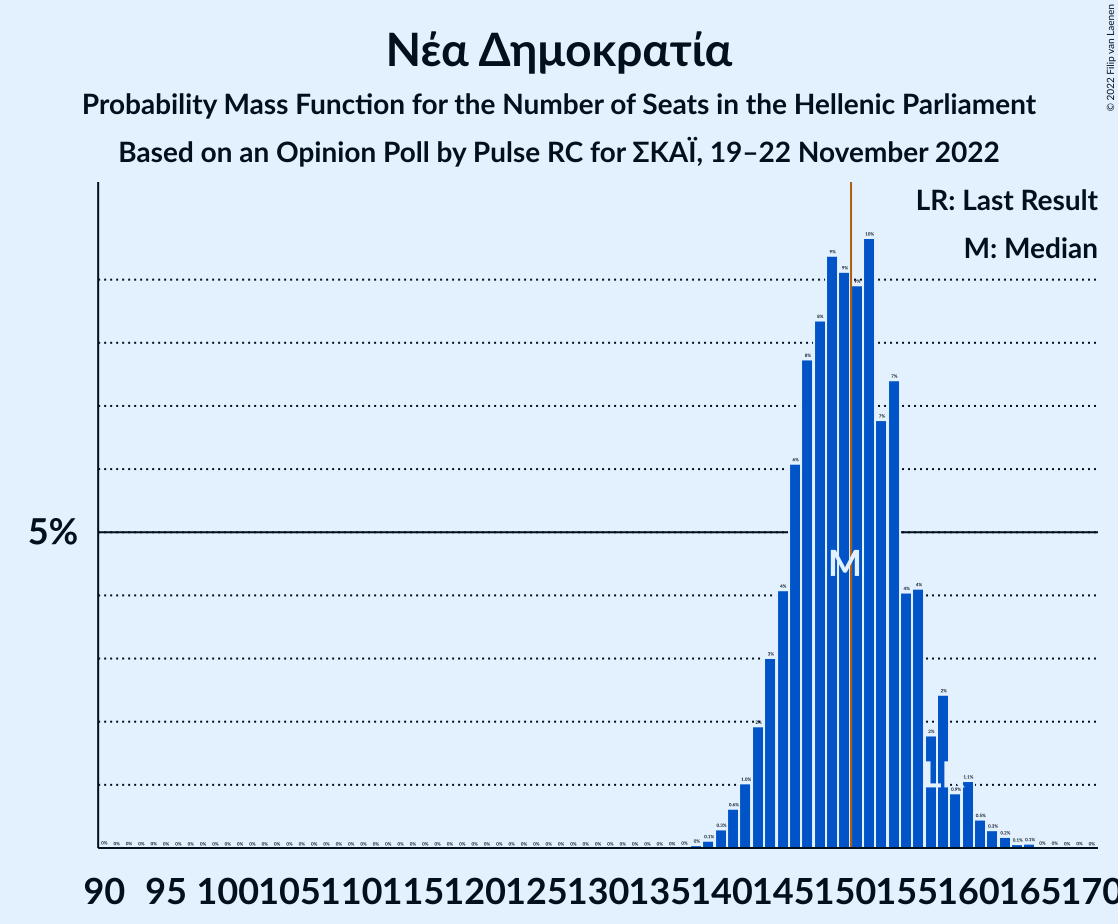 Νέα Δημοκρατία
Probability Mass Function for the Number of Seats in the Hellenic Parliament
Based on an Opinion Poll by Pulse RC for ΣΚΑΪ, 19–22 November 2022
© 2022 Filip van Laenen
LR: Last Result
M: Median
5%
M
90 95 100 105 110 115 120 125 130 135 140 145 150 155 160 165 170